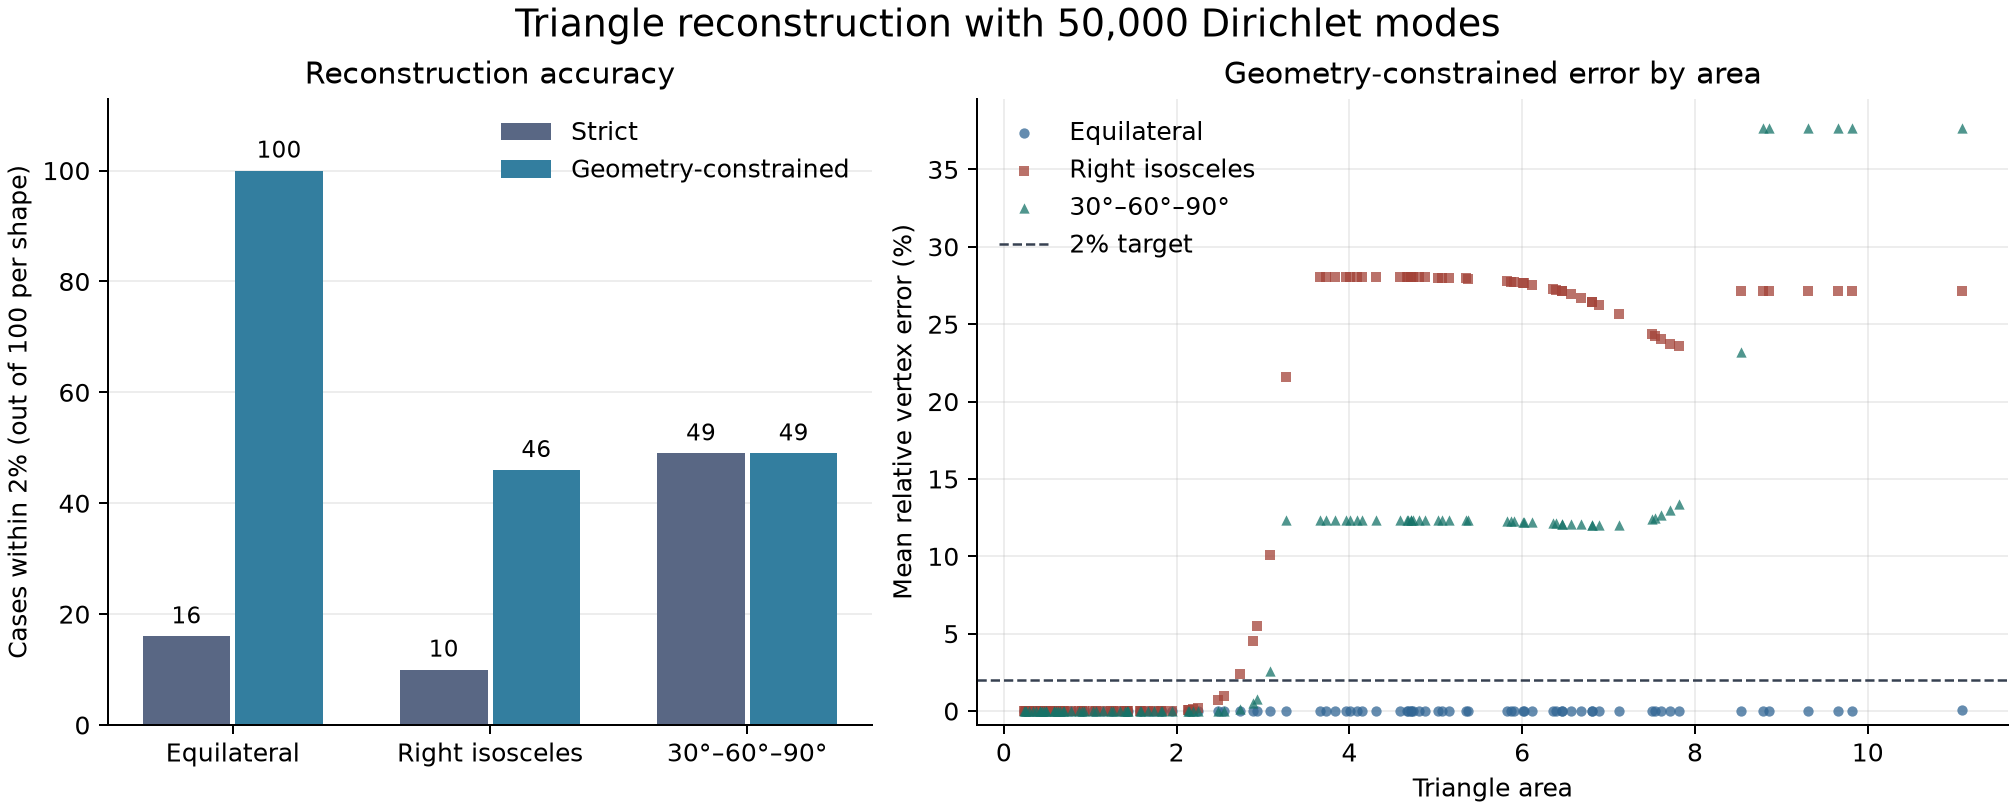 Triangle reconstruction with 50,000 Dirichlet modes
Reconstruction accuracy
Cases within 2% (out of 100 per shape)
100
80
60
40
20
0
Strict
Geometry-constrained
16
100
10
46
49
49
Equilateral
Right isosceles
30°–60°–90°
Geometry-constrained error by area
Mean relative vertex error (%)
35
30
25
20
15
10
5
0
Equilateral
Right isosceles
30°–60°–90°
2% target
0
2
4
6
8
10
Triangle area